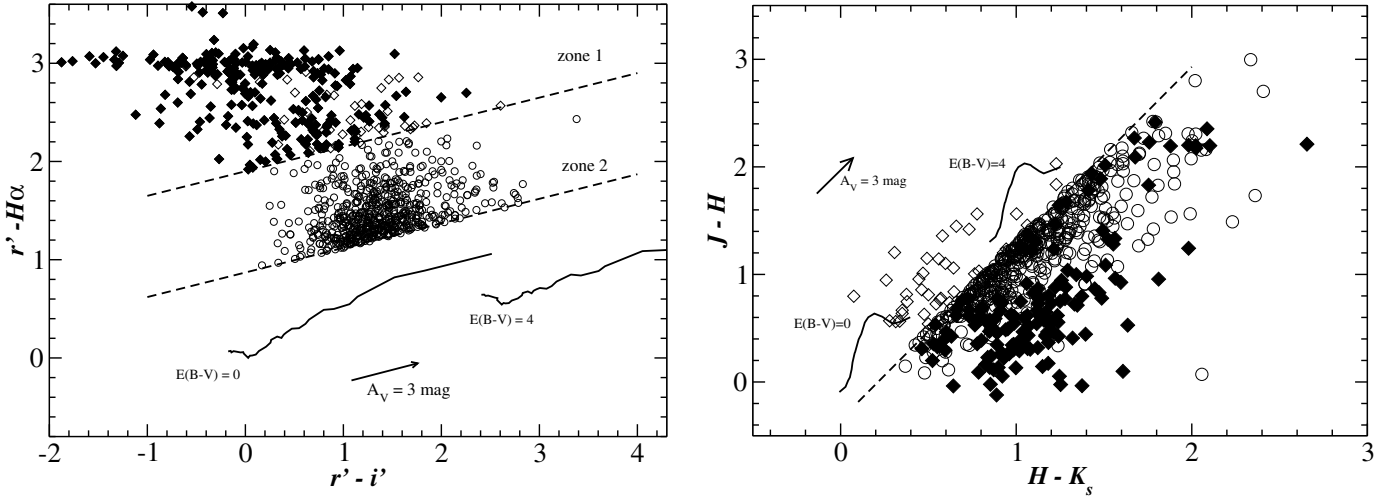 3
2
1
0
-2
-1
0
1
2
3
4
r' - Hα
r' - i'
zone 1
zone 2
E(B-V) = 0
E(B-V) = 4
A_V = 3 mag
3
2
1
0
0
1
2
3
J - H
H - K_s
E(B-V)=4
A_V = 3 mag
E(B-V)=0